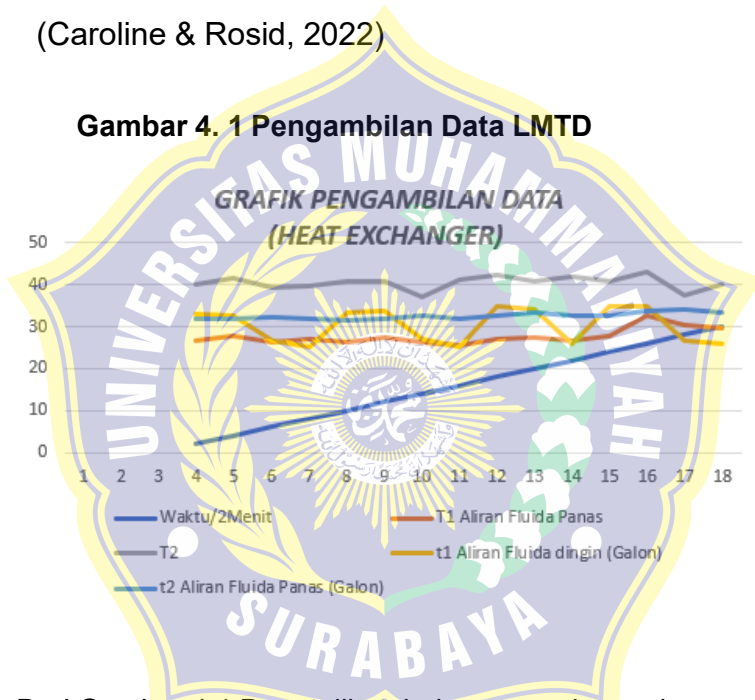 (Caroline & Rosid, 2022)
Gambar 4. 1 Pengambilan Data LMTD
GRAFIK PENGAMBILAN DATA
(HEAT EXCHANGER)
50
40
30
20
10
0
1 2 3 4 5 6 7 8 9 10 11 12 13 14 15 16 17 18
Waktu/2Menit
T1 Aliran Fluida Panas
T2
t1 Aliran Fluida dingin (Galon)
t2 Aliran Fluida Panas (Galon)
UNIVERSITAS MUHAMMADIYAH
SURABAYA